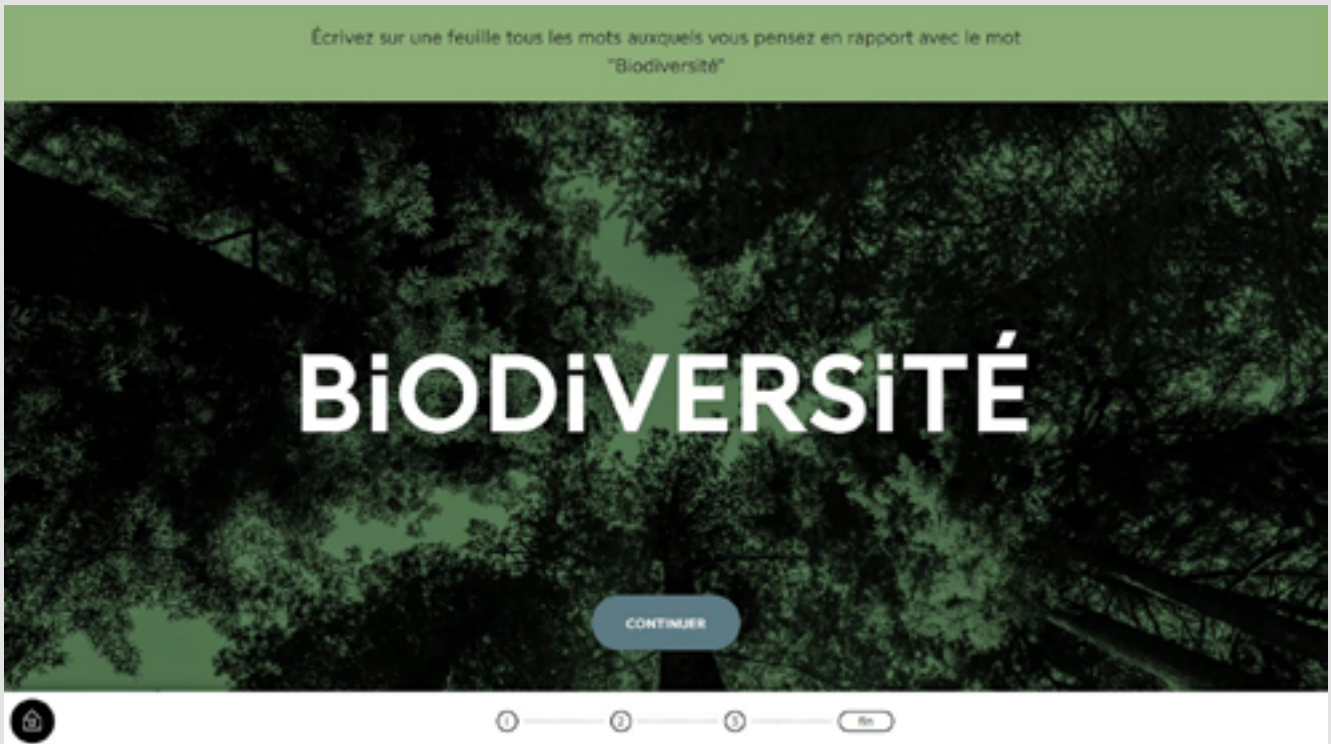 Écrivez sur une feuille tous les mots auxquels vous pensez en rapport avec le mot
"Biodiversité"
BiODiVERSiTÉ
CONTINUER
1 2 3 fin